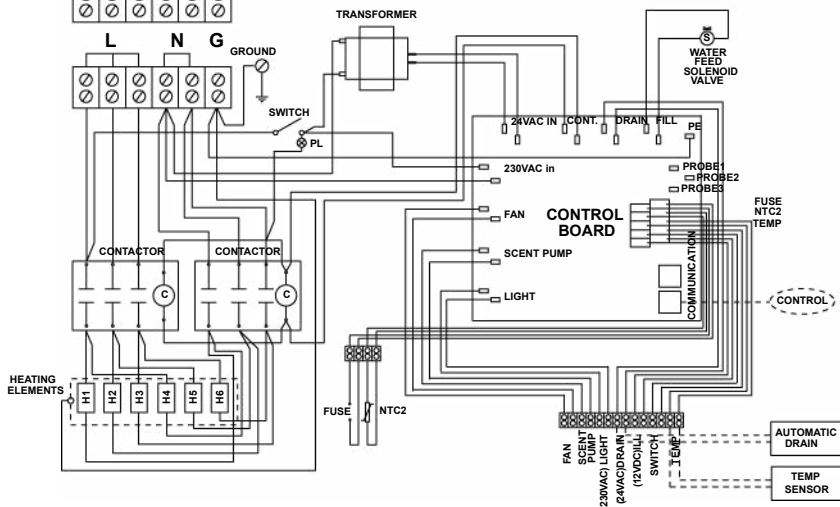 TRANSFORMER
L N G
GROUND
S
WATER
FEED
SOLENOID
VALVE
SWITCH
PL
24VAC IN CONT. DRAIN FILL
PE
230VAC in
PROBE1
PROBE2
PROBE3
FAN
CONTROL
BOARD
FUSE
NTC2
TEMP
SCENT PUMP
COMMUNICATION
CONTACTOR
CONTACTOR
C
C
LIGHT
CONTROL
HEATING
ELEMENTS
H1
H2
H3
H4
H5
H6
FUSE
NTC2
FAN
SCENT
PUMP
230VAC) LIGHT
(24VAC)DRAIN
(12VDC)ILL
SWITCH
TEMP
AUTOMATIC
DRAIN
TEMP
SENSOR